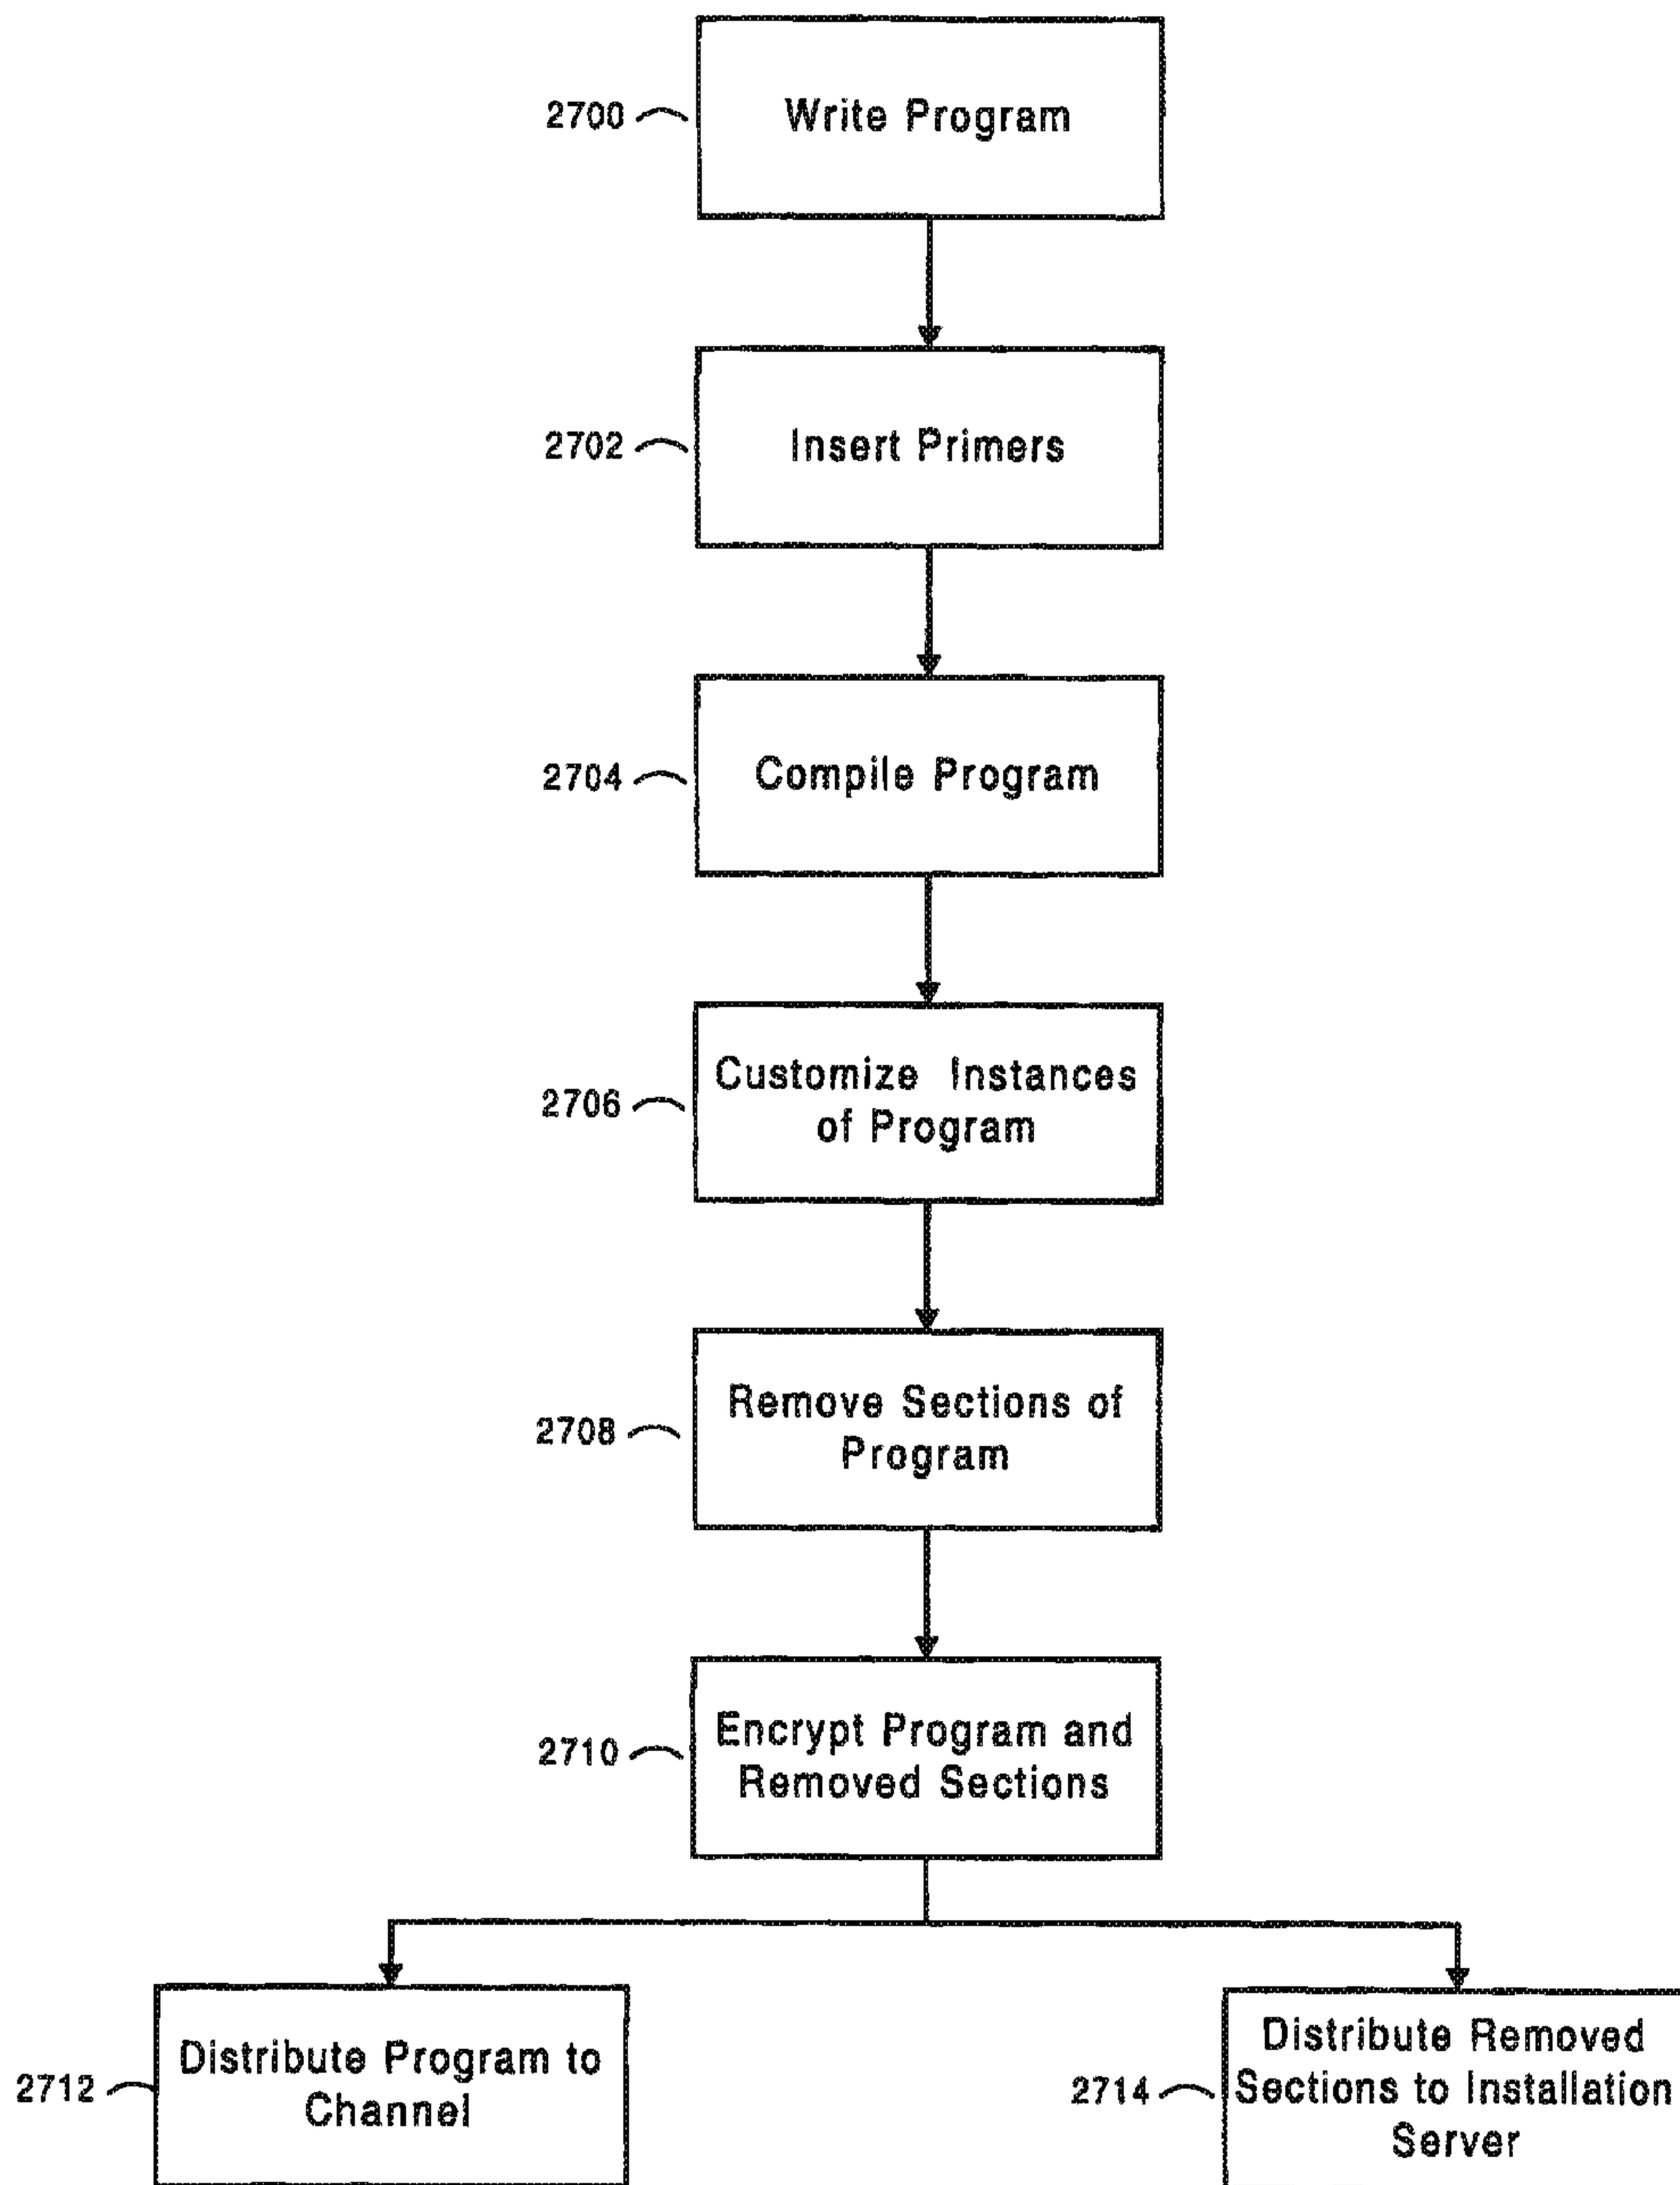 2700
Write Program
2702
Insert Primers
2704
Compile Program
2706
Customize Instances
of Program
2708
Remove Sections of
Program
2710
Encrypt Program and
Removed Sections
2712
Distribute Program to
Channel
2714
Distribute Removed
Sections to Installation
Server